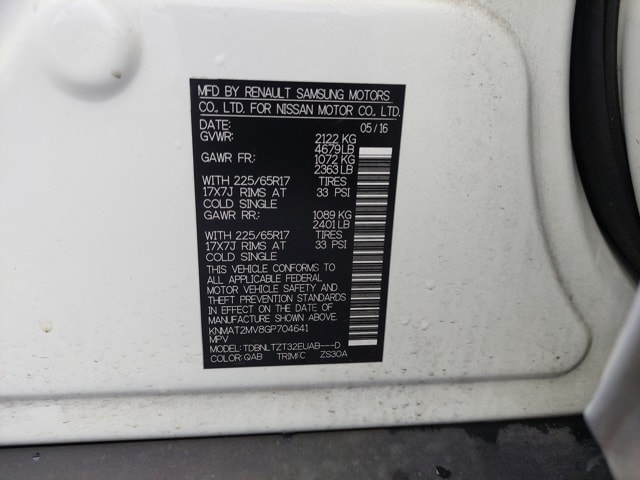 MFD BY RENAULT SAMSUNG MOTORS
CO., LTD. FOR NISSAN MOTOR CO., LTD.
DATE: 05/16
GVWR: 2122 KG
4679LB
GAWR FR: 1072 KG
2363 LB
WITH 225/65R17 TIRES
17X7J RIMS AT 33 PSI
COLD SINGLE
GAWR RR: 1089 KG
2401 LB
WITH 225/65R17 TIRES
17X7J RIMS AT 33 PSI
COLD SINGLE
THIS VEHICLE CONFORMS TO
ALL APPLICABLE FEDERAL
MOTOR VEHICLE SAFETY AND
THEFT PREVENTION STANDARDS
IN EFFECT ON THE DATE OF
MANUFACTURE SHOWN ABOVE.
KNMAT2MV8GP704641
MPV
MODEL: TDBNLTZT32EUAB---D
COLOR: QAB TRIM: C ZS30A